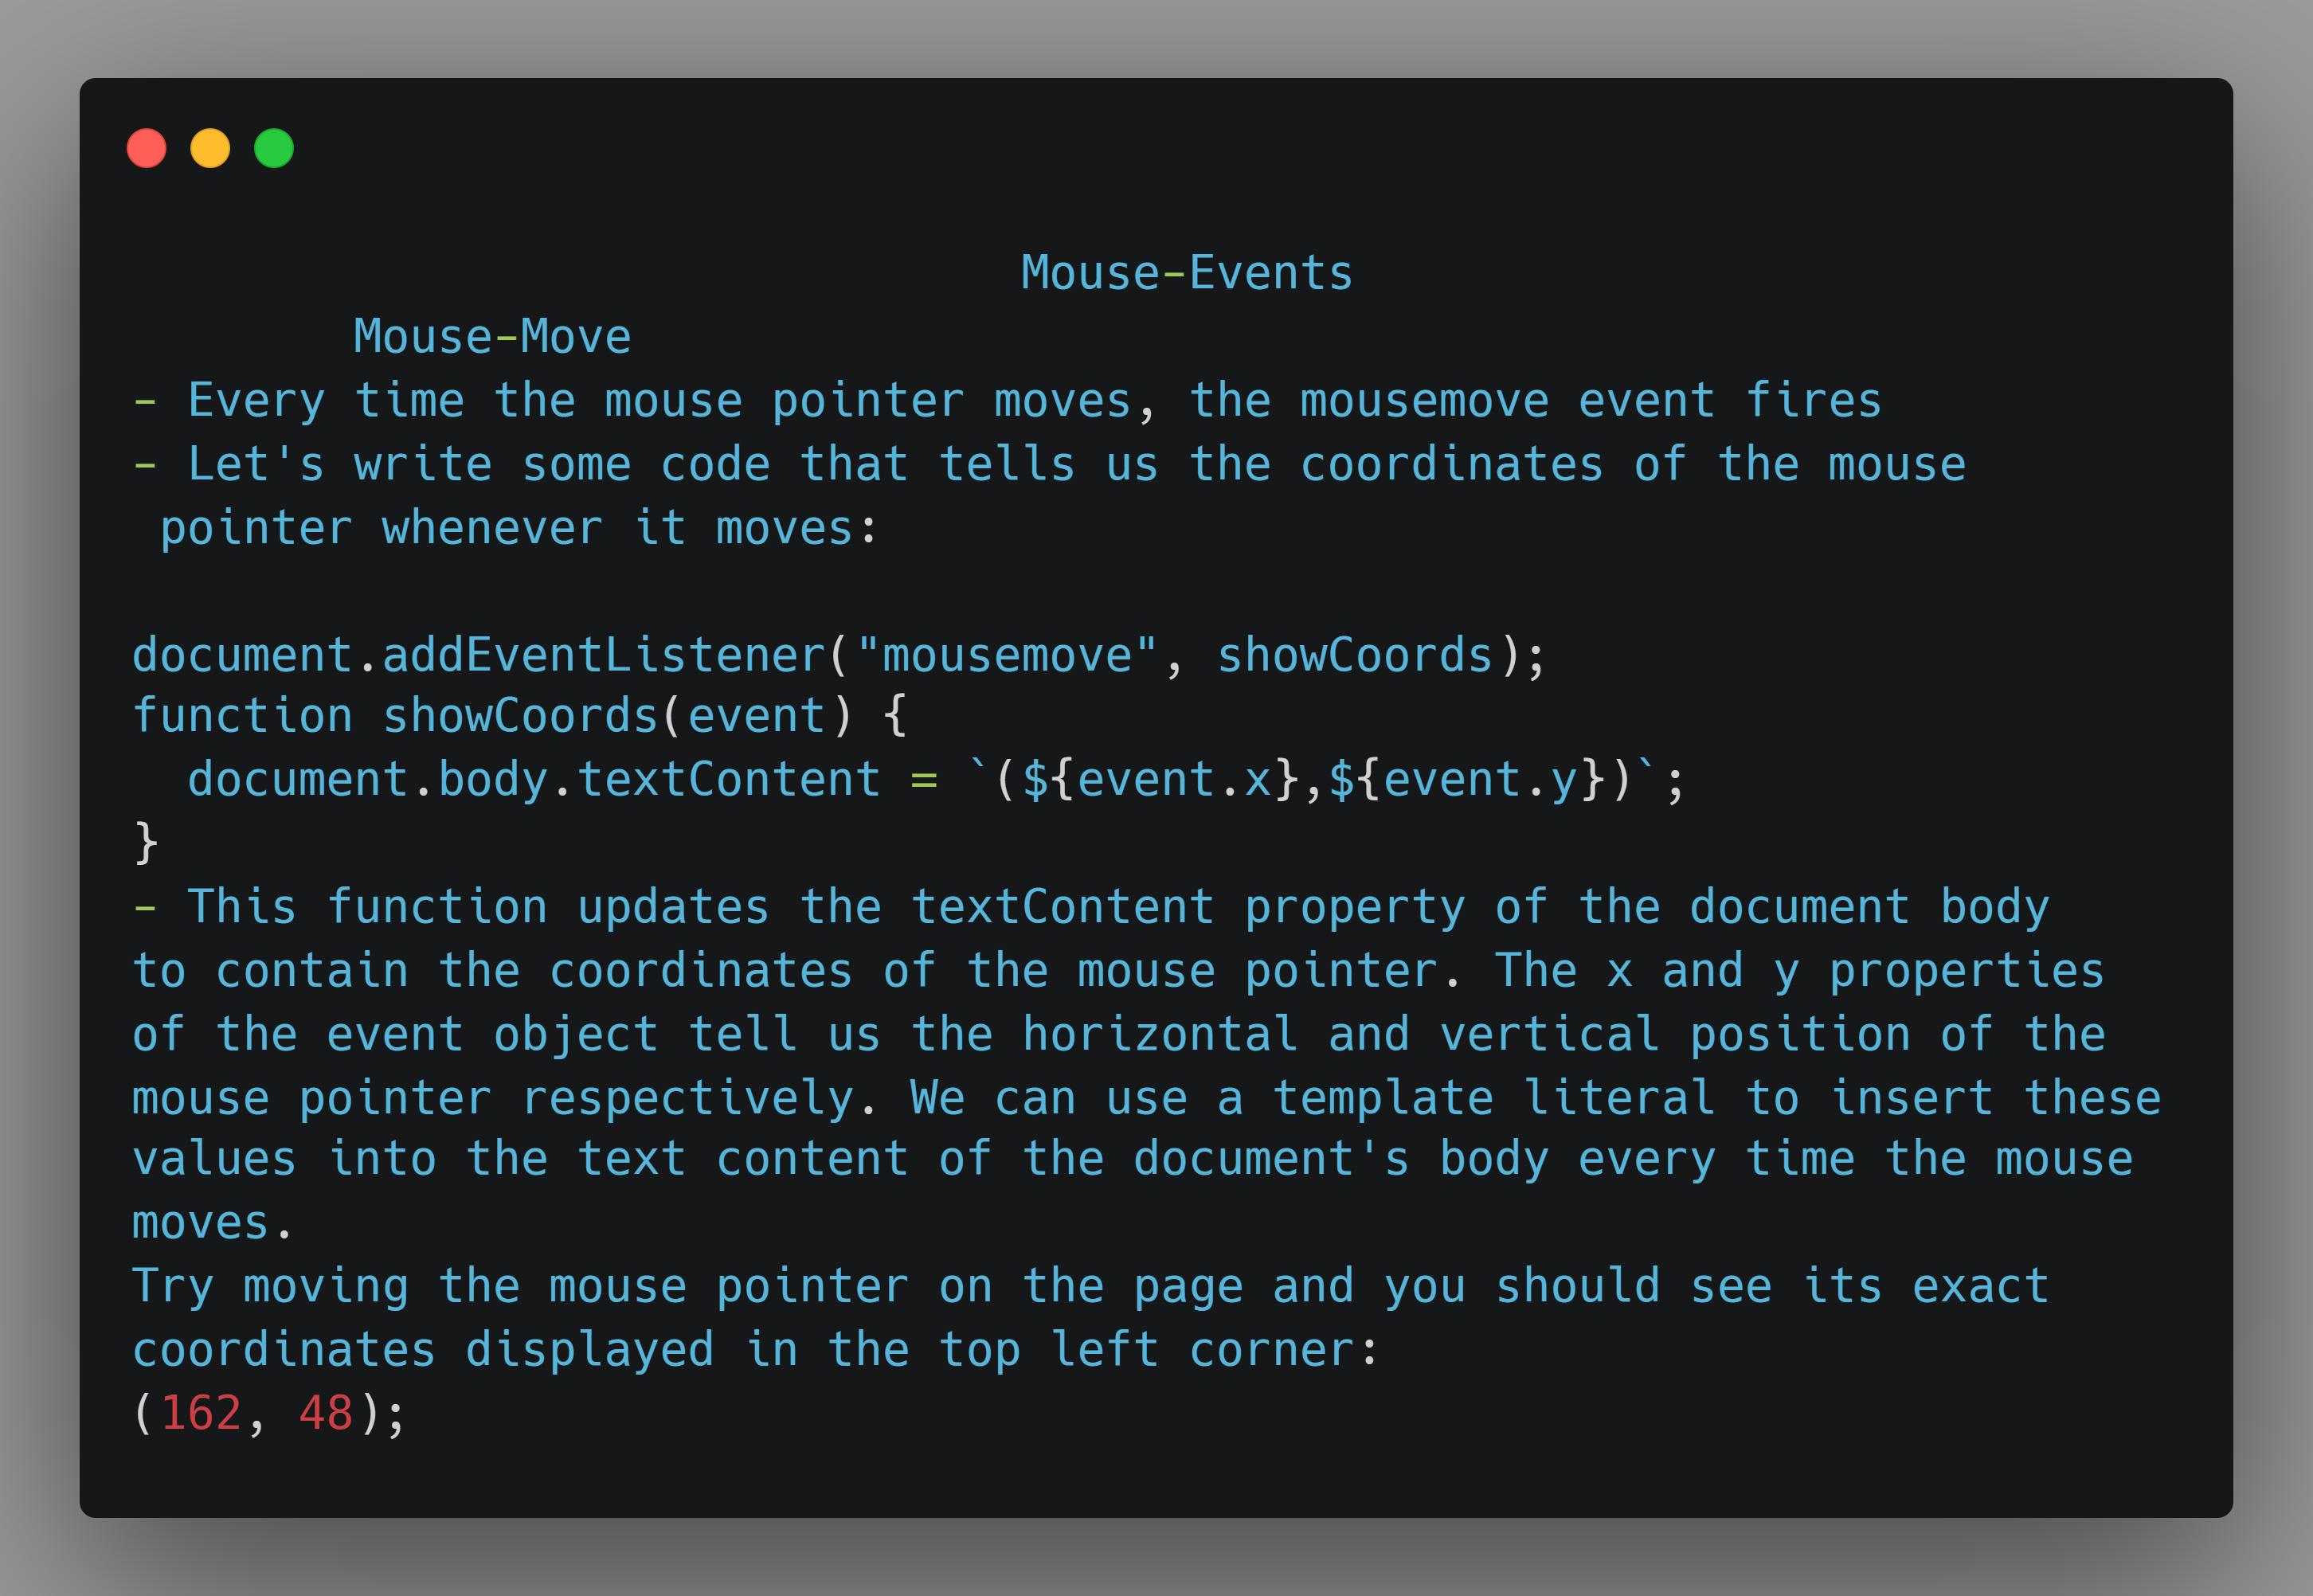 Mouse-Events
Mouse-Move
- Every time the mouse pointer moves, the mousemove event fires
- Let's write some code that tells us the coordinates of the mouse
pointer whenever it moves:
document.addEventListener("mousemove", showCoords);
function showCoords(event) {
document.body.textContent = `(${event.x},${event.y})`;
}
- This function updates the textContent property of the document body
to contain the coordinates of the mouse pointer. The x and y properties
of the event object tell us the horizontal and vertical position of the
mouse pointer respectively. We can use a template literal to insert these
values into the text content of the document's body every time the mouse
moves.
Try moving the mouse pointer on the page and you should see its exact
coordinates displayed in the top left corner:
(162, 48);